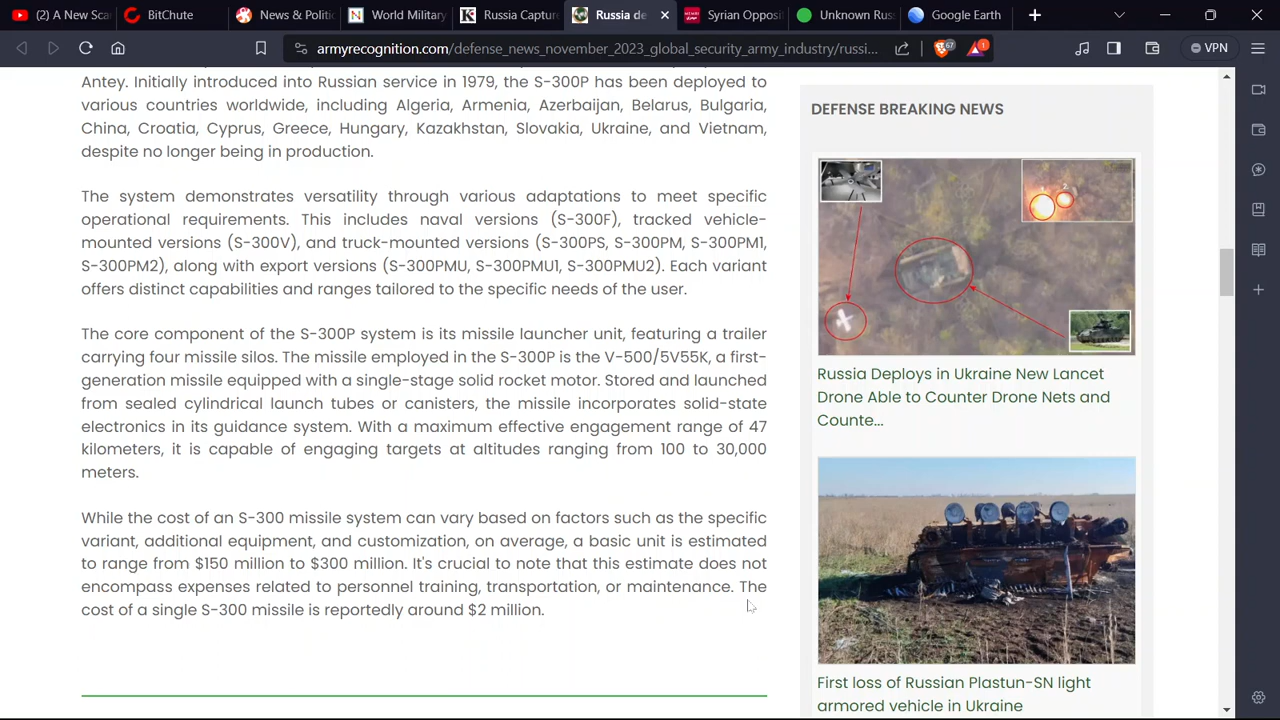 (A) A New Scar
BitChute
News & Politic
World Military
Russia Captur
Russia de
Syrian Opposit
Unknown Rus
Google Earth
armyrecognition.com/defense_news_november_2023_global_security_army_industry/russi...
67
1
VPN
Antey. Initially introduced into Russian service in 1979, the S-300P has been deployed to
various countries worldwide, including Algeria, Armenia, Azerbaijan, Belarus, Bulgaria,
China, Croatia, Cyprus, Greece, Hungary, Kazakhstan, Slovakia, Ukraine, and Vietnam,
despite no longer being in production.
The system demonstrates versatility through various adaptations to meet specific
operational requirements. This includes naval versions (S-300F), tracked vehicle-
mounted versions (S-300V), and truck-mounted versions (S-300PS, S-300PM, S-300PM1,
S-300PM2), along with export versions (S-300PMU, S-300PMU1, S-300PMU2). Each variant
offers distinct capabilities and ranges tailored to the specific needs of the user.
The core component of the S-300P system is its missile launcher unit, featuring a trailer
carrying four missile silos. The missile employed in the S-300P is the V-500/5V55K, a first-
generation missile equipped with a single-stage solid rocket motor. Stored and launched
from sealed cylindrical launch tubes or canisters, the missile incorporates solid-state
electronics in its guidance system. With a maximum effective engagement range of 47
kilometers, it is capable of engaging targets at altitudes ranging from 100 to 30,000
meters.
While the cost of an S-300 missile system can vary based on factors such as the specific
variant, additional equipment, and customization, on average, a basic unit is estimated
to range from $150 million to $300 million. It's crucial to note that this estimate does not
encompass expenses related to personnel training, transportation, or maintenance. The
cost of a single S-300 missile is reportedly around $2 million.
DEFENSE BREAKING NEWS
Russia Deploys in Ukraine New Lancet
Drone Able to Counter Drone Nets and
Counte...
First loss of Russian Plastun-SN light
armored vehicle in Ukraine